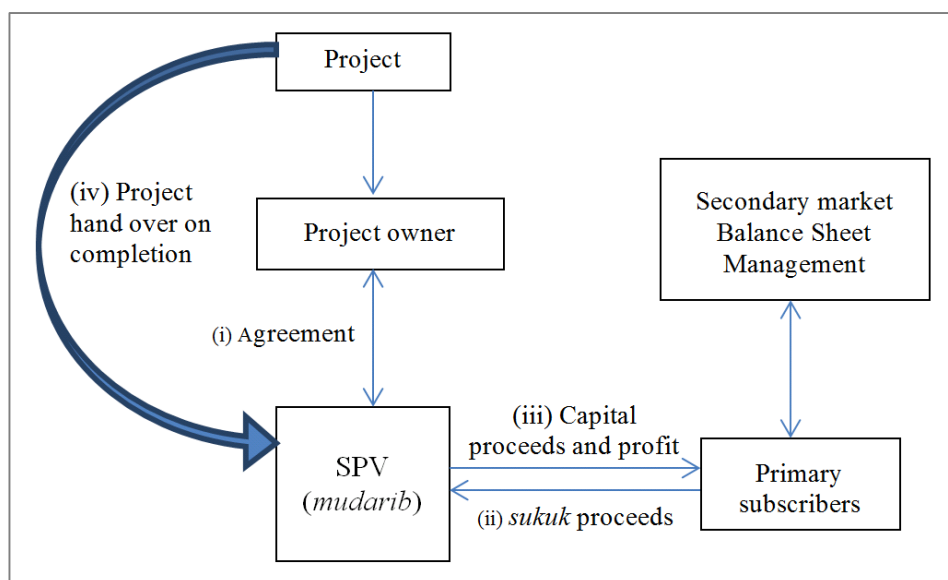 Project
(iv) Project
hand over on
completion
Project owner
Secondary market
Balance Sheet
Management
(i) Agreement
SPV
(mudarib)
(iii) Capital
proceeds and profit
(ii) sukuk proceeds
Primary
subscribers